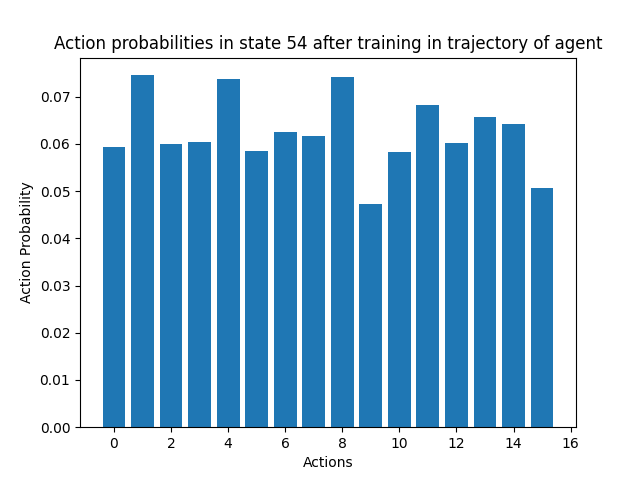 Action probabilities in state 54 after training in trajectory of agent
0.07
0.06
0.05
0.04
0.03
0.02
0.01
0.00
Action Probability
0 2 4 6 8 10 12 14 16
Actions